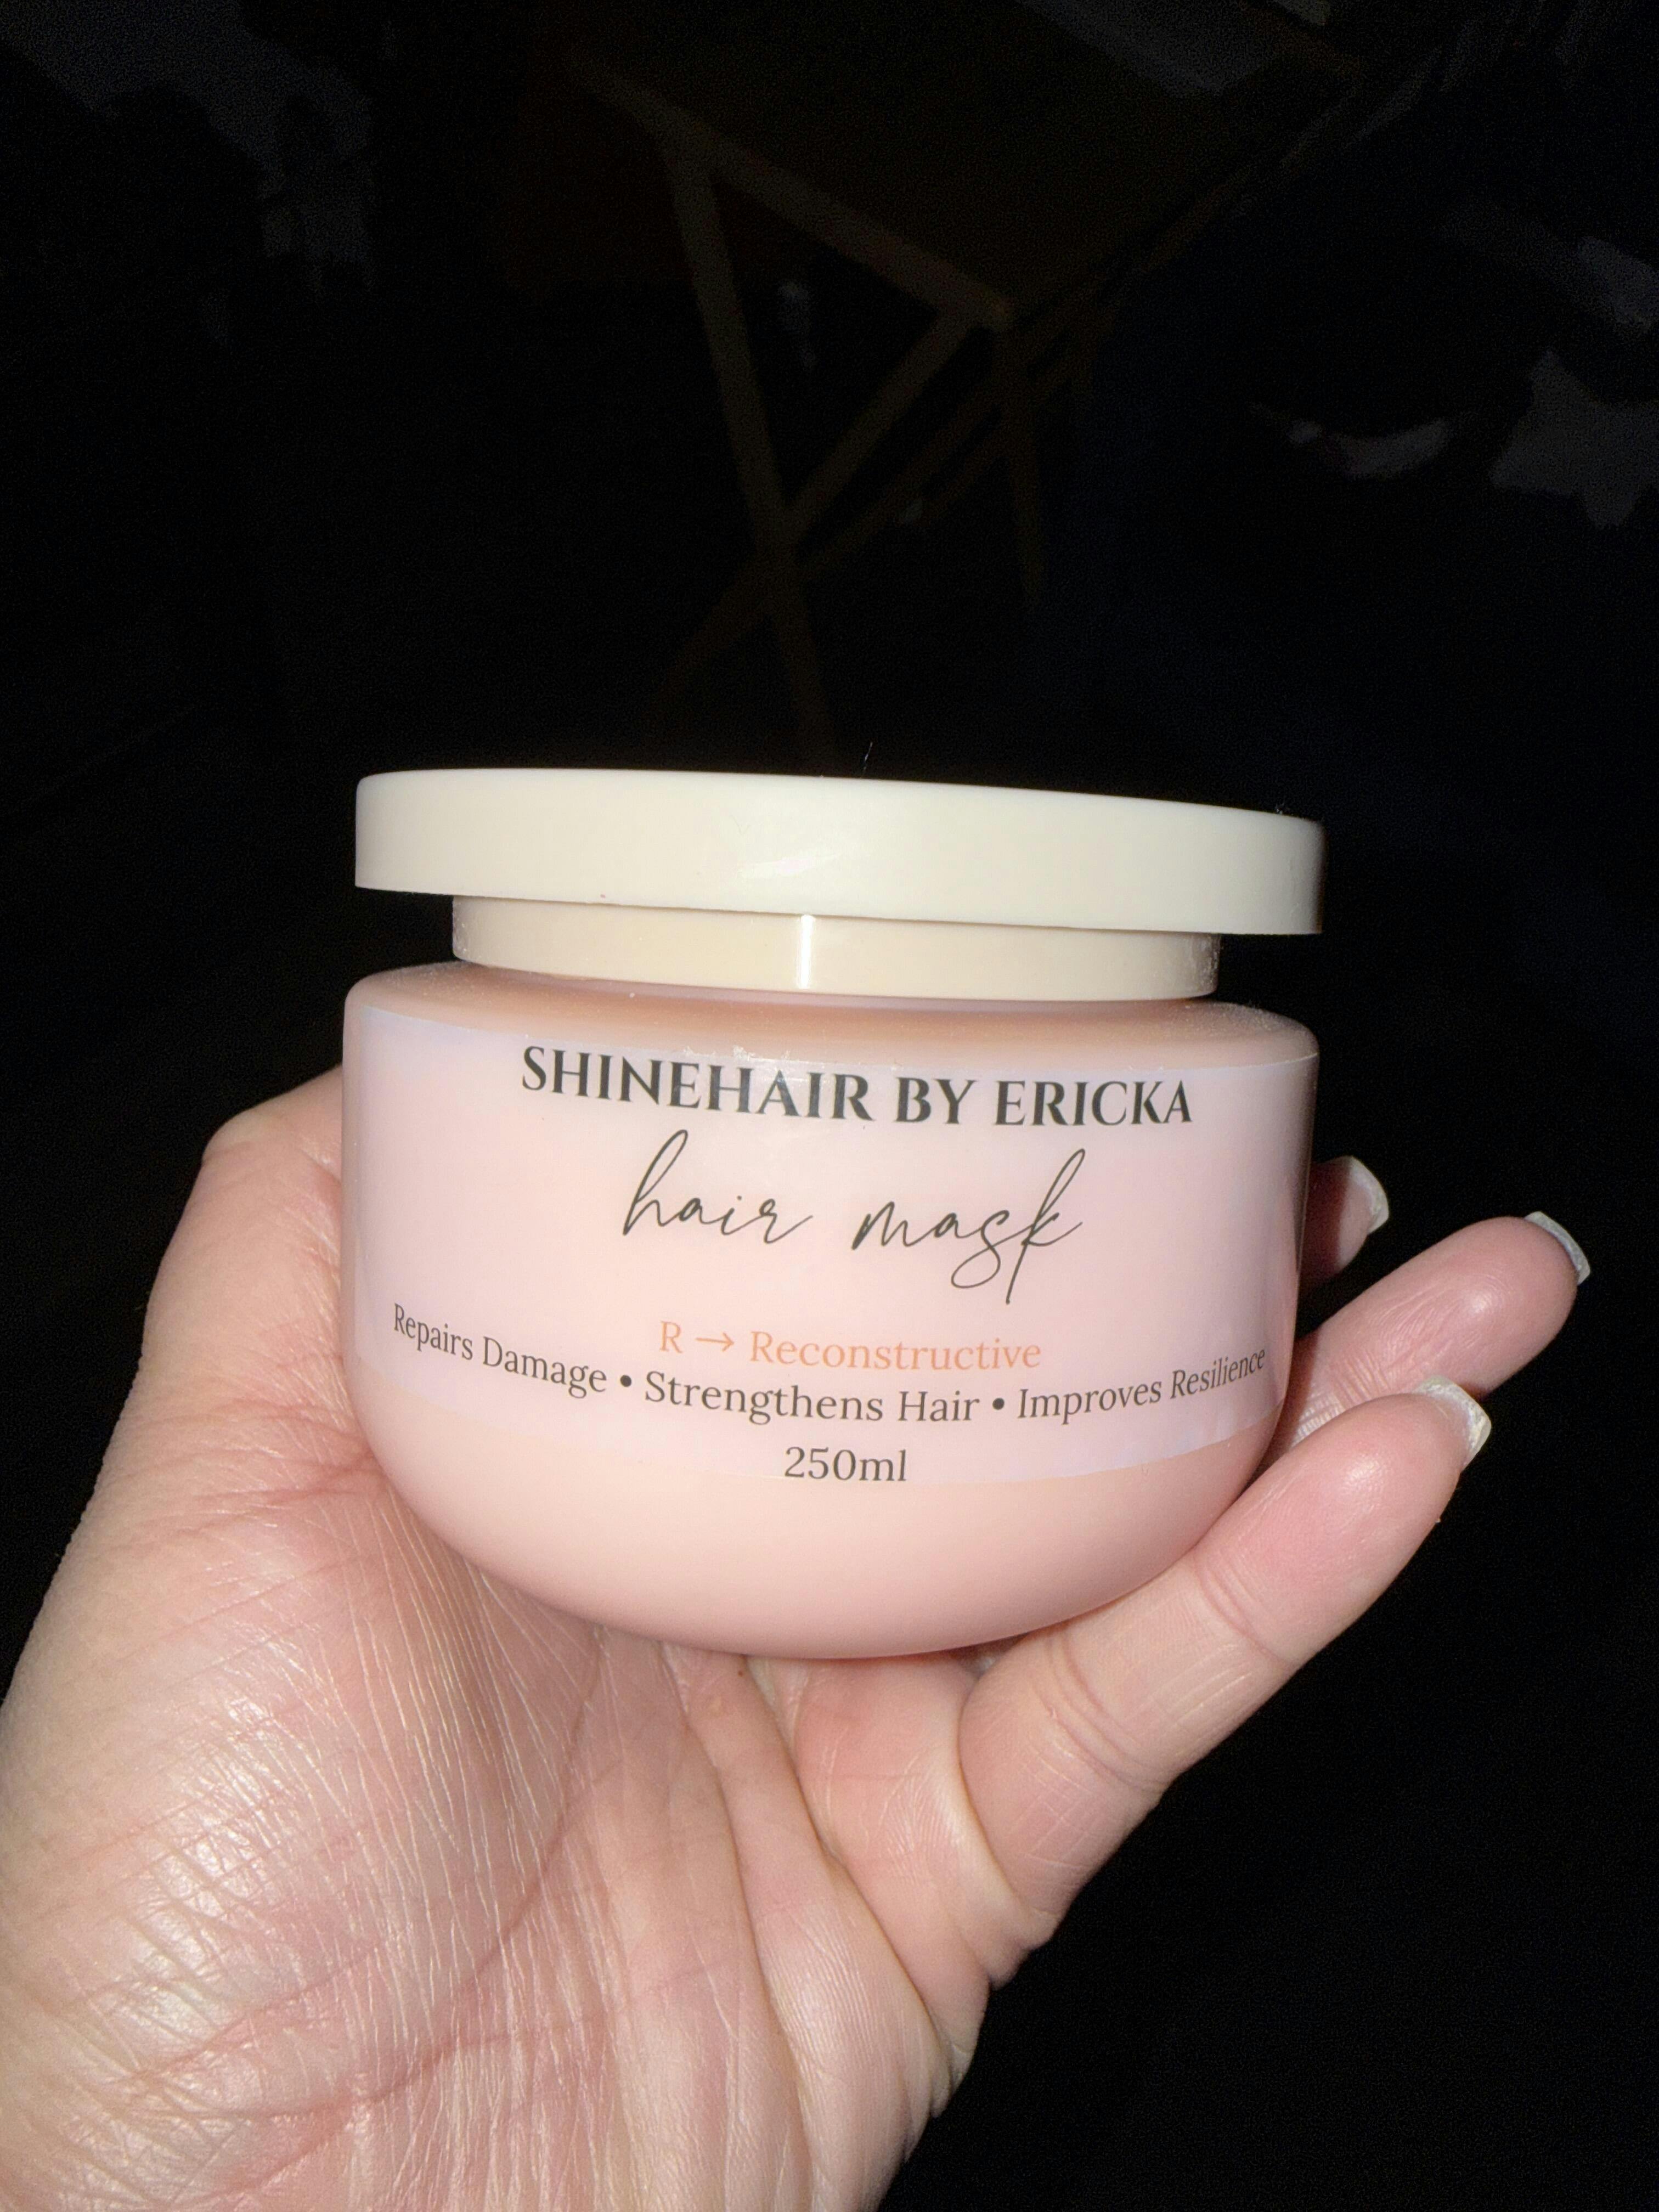 SHINEHAIR BY ERICKA
hair mask
R → Reconstructive
Repairs Damage • Strengthens Hair • Improves Resilience
250ml